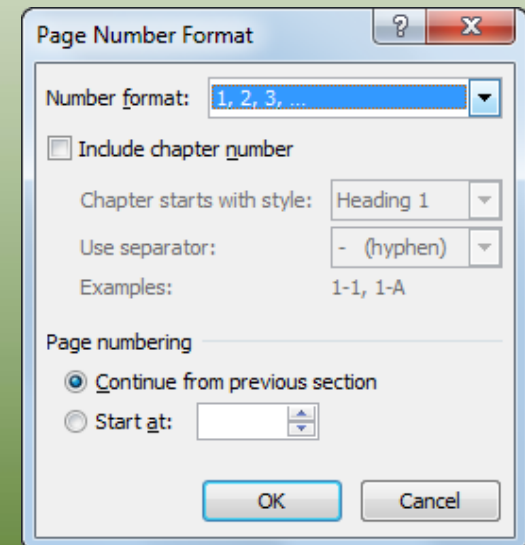 Page Number Format
Number format: 1, 2, 3, ...
Include chapter number
Chapter starts with style: Heading 1
Use separator: - (hyphen)
Examples: 1-1, 1-A
Page numbering
Continue from previous section
Start at:
OK Cancel